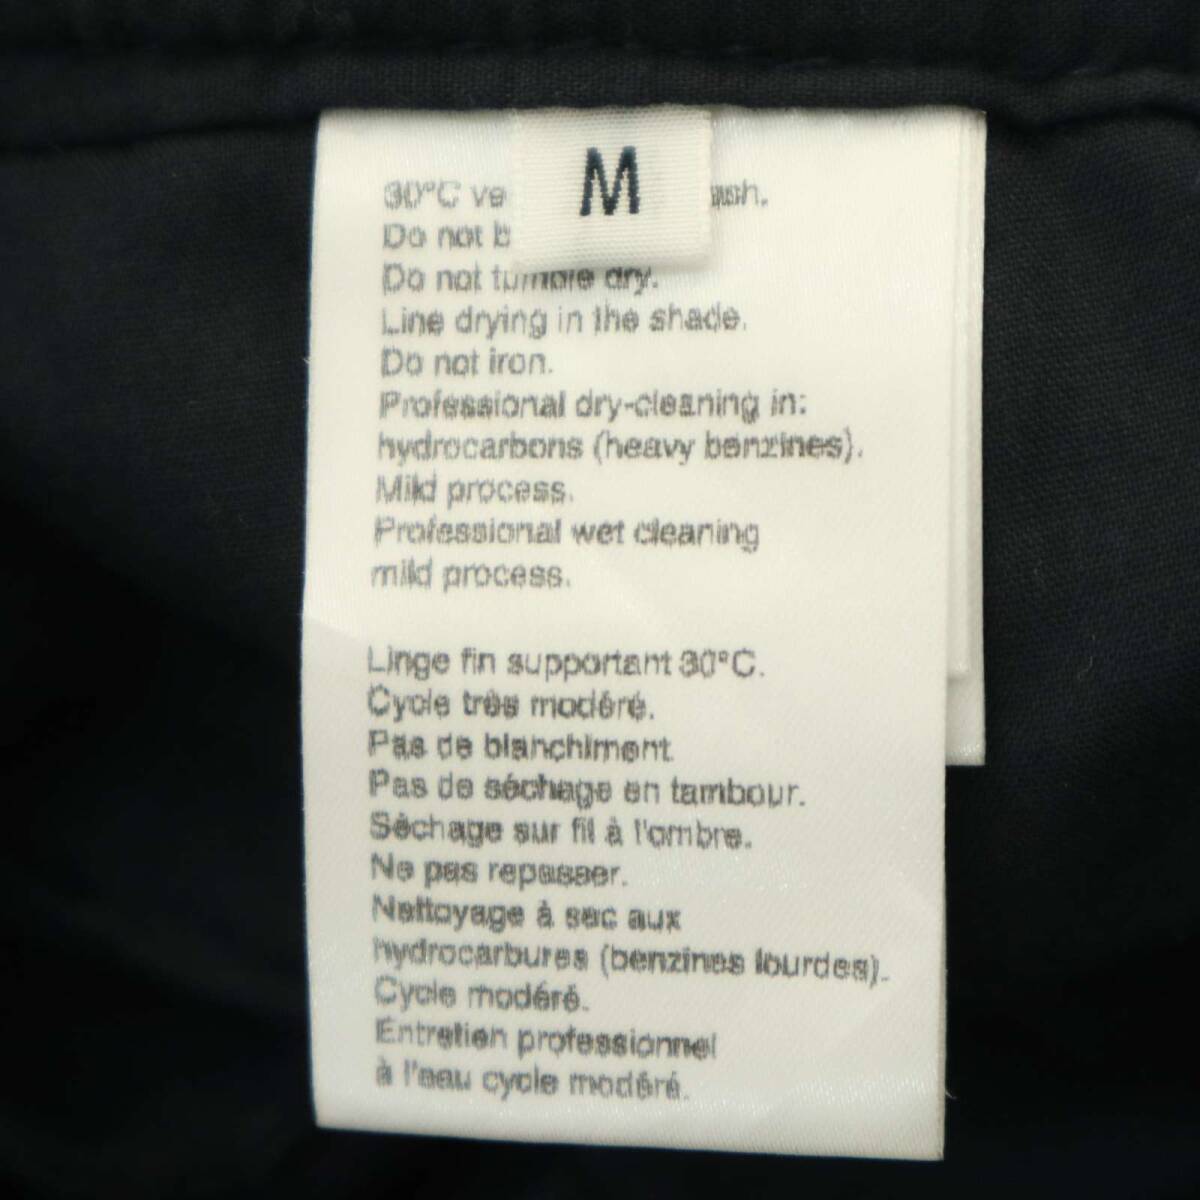 M
30°C
Do not
Do not tumble dry.
Line drying in the shade.
Do not iron.
Professional dry-cleaning in:
hydrocarbons (heavy benzines).
Mild process.
Professional wet cleaning
mild process.
Linge fin supportant 30°C.
Cycle très modéré.
Pas de blanchiment.
Pas de séchage en tambour.
Séchage sur fil à l'ombre.
Ne pas repasser.
Nettoyage à sec aux
hydrocarbures (benzines lourdes).
Cycle modéré.
Entretien professionnel
à l'eau cycle modéré.